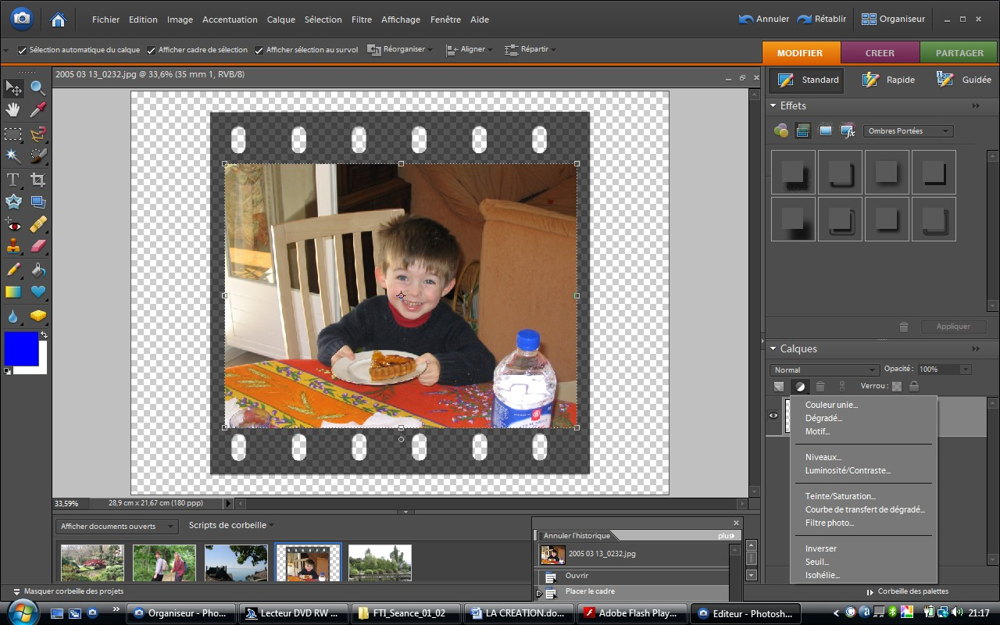 Fichier Edition Image Accentuation Calque Sélection Filtre Affichage Fenêtre Aide
Annuler Rétablir Organiseur
Sélection automatique du calque Afficher cadre de sélection Afficher sélection au survol Réorganiser Aligner Répartir
MODIFIER CREER PARTAGER
2005 03 13_0232.jpg @ 33,6% (35 mm 1, RVB/8)
Standard Rapide Guidée
Effets
Ombres Portées
Appliquer
Calques
Normal Opacité : 100%
Verrou :
Couleur unie...
Dégradé...
Motif...
Niveaux...
Luminosité/Contraste...
Teinte/Saturation...
Courbe de transfert de dégradé...
Filtre photo...
Inverser
Seuil...
Isohélie...
33,59% 28,9 cm x 21,67 cm (180 ppp)
Afficher documents ouverts Scripts de corbeille
Annuler l'historique plus
2005 03 13_0232.jpg
Ouvrir
Placer le cadre
Masquer corbeille des projets
Corbeille des palettes
Organiseur - Pho... Lecteur DVD RW ... FTI_Seance_01_02 LA CREATION.do... Adobe Flash Play... Editeur - Photosh...
21:17